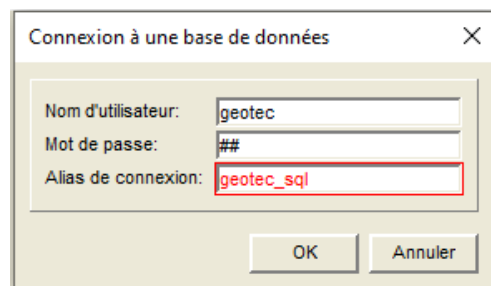 Connexion à une base de données
Nom d'utilisateur: geotec
Mot de passe: ##
Alias de connexion: geotec_sql
OK Annuler